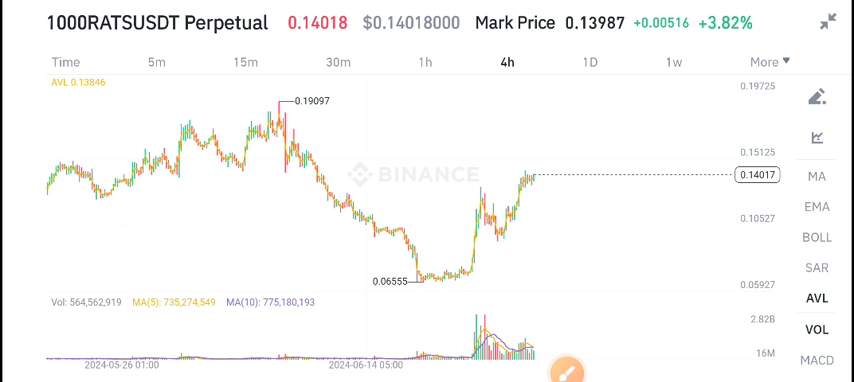 1000RATSUSDT Perpetual 0.14018 $0.14018000 Mark Price 0.13987 +0.00516 +3.82%
Time 5m 15m 30m 1h 4h 1D 1w More
AVL 0.13846
0.19725
0.19097
0.15125
BINANCE
0.14017
MA
EMA
0.10527
BOLL
SAR
0.06555
0.05927
AVL
Vol: 564,562,919 MA(5): 735,274,549 MA(10): 775,180,193
2.82B
VOL
16M
MACD
2024-05-26 01:00 2024-06-14 05:00